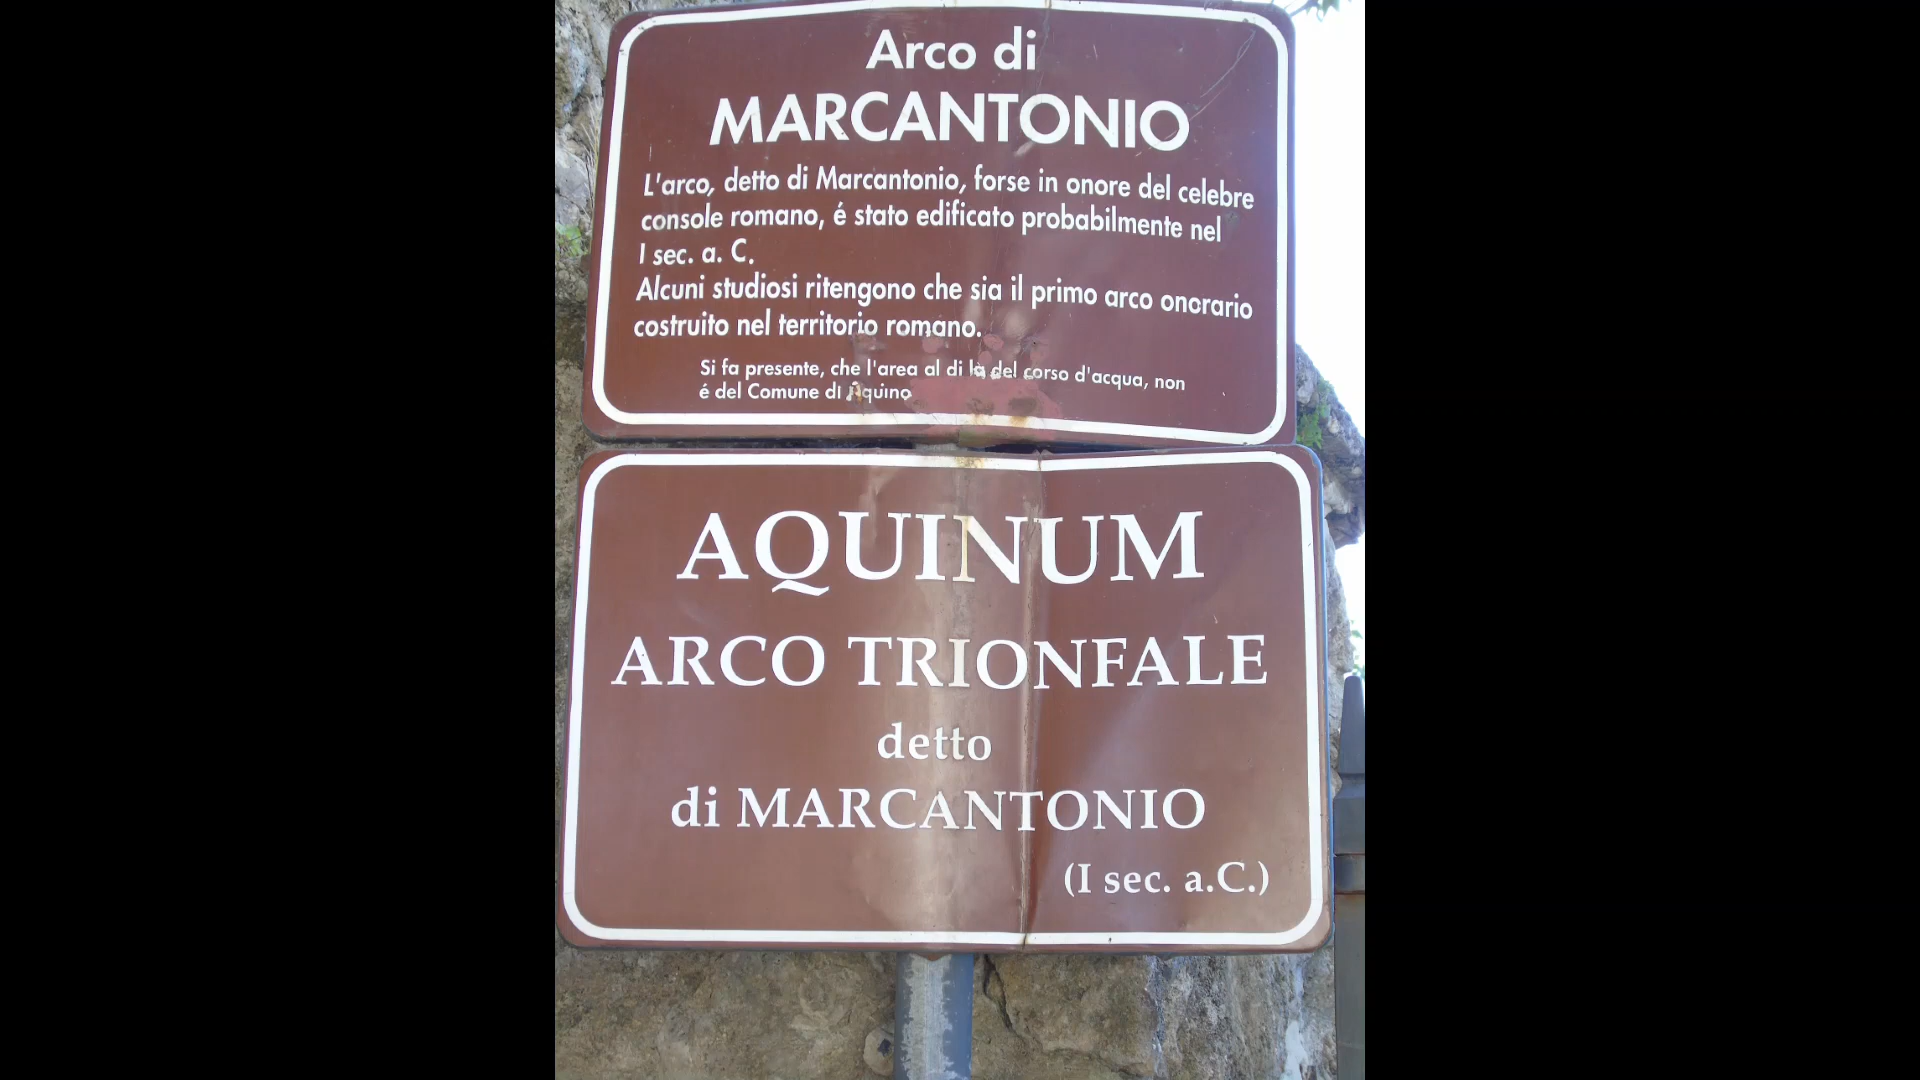 Arco di
MARCANTONIO
L'arco, detto di Marcantonio, forse in onore del celebre
console romano, é stato edificato probabilmente nel
I sec. a. C.
Alcuni studiosi ritengono che sia il primo arco onorario
costruito nel territorio romano.
Si fa presente, che l'area al di là del corso d'acqua, non
é del Comune di Aquino
AQUINUM
ARCO TRIONFALE
detto
di MARCANTONIO
(I sec. a.C.)